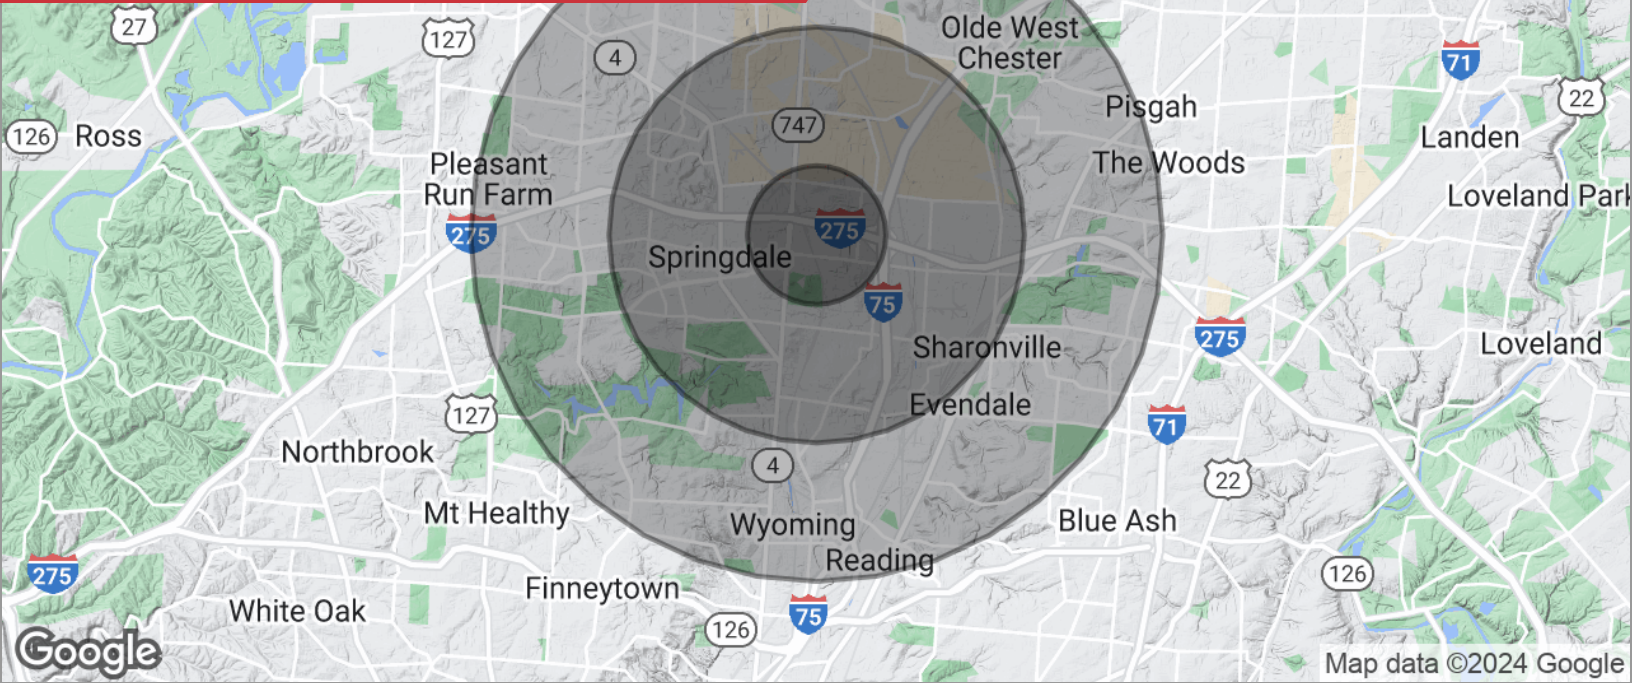 27
127
4
Olde West
Chester
71
22
747
Pisgah
126
Ross
Landen
Pleasant
Run Farm
The Woods
Loveland Park
275
275
Springdale
75
275
Sharonville
Loveland
Evendale
127
71
Northbrook
4
22
Mt Healthy
Wyoming
Blue Ash
Reading
275
126
Finneytown
White Oak
75
126
Google
Map data ©2024 Google